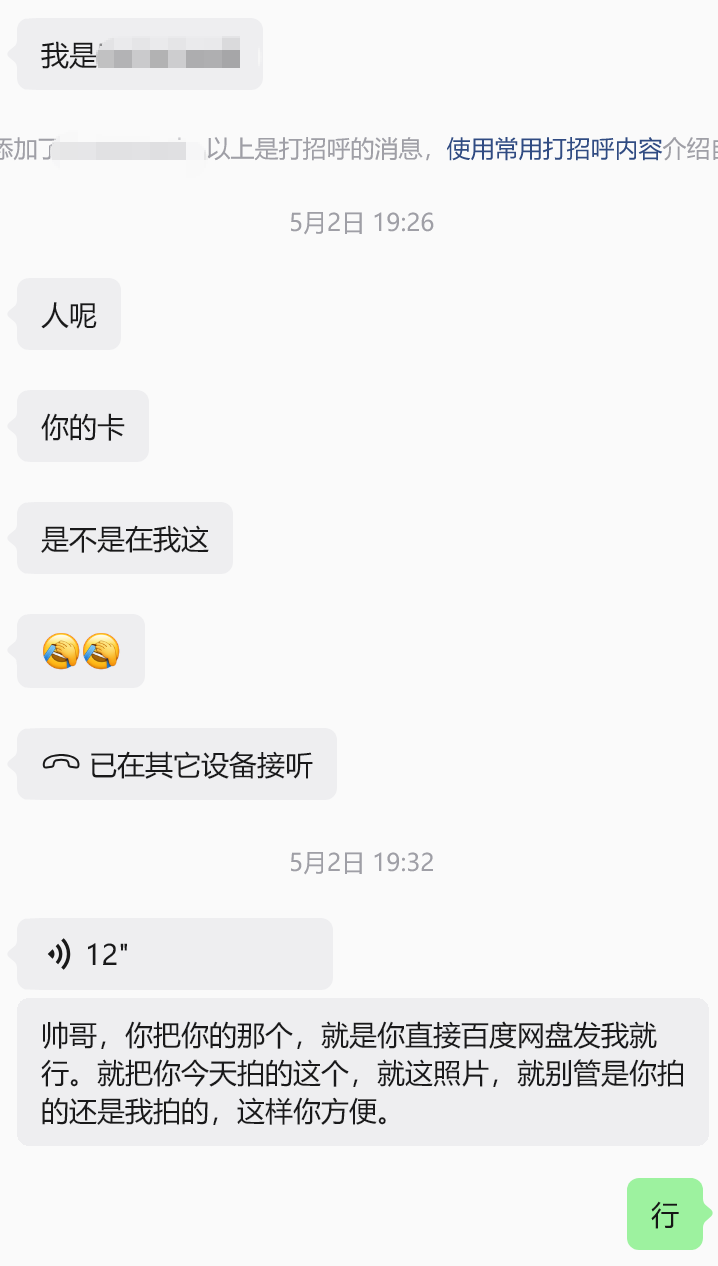 我是
添加了
以上是打招呼的消息，使用常用打招呼内容介绍自
5月2日 19:26
人呢
你的卡
是不是在我这
🤣🤣
已在其它设备接听
5月2日 19:32
12"
帅哥，你把你的那个，就是你直接百度网盘发我就
行。就把你今天拍的这个，就这照片，就别管是你拍
的还是我拍的，这样你方便。
行